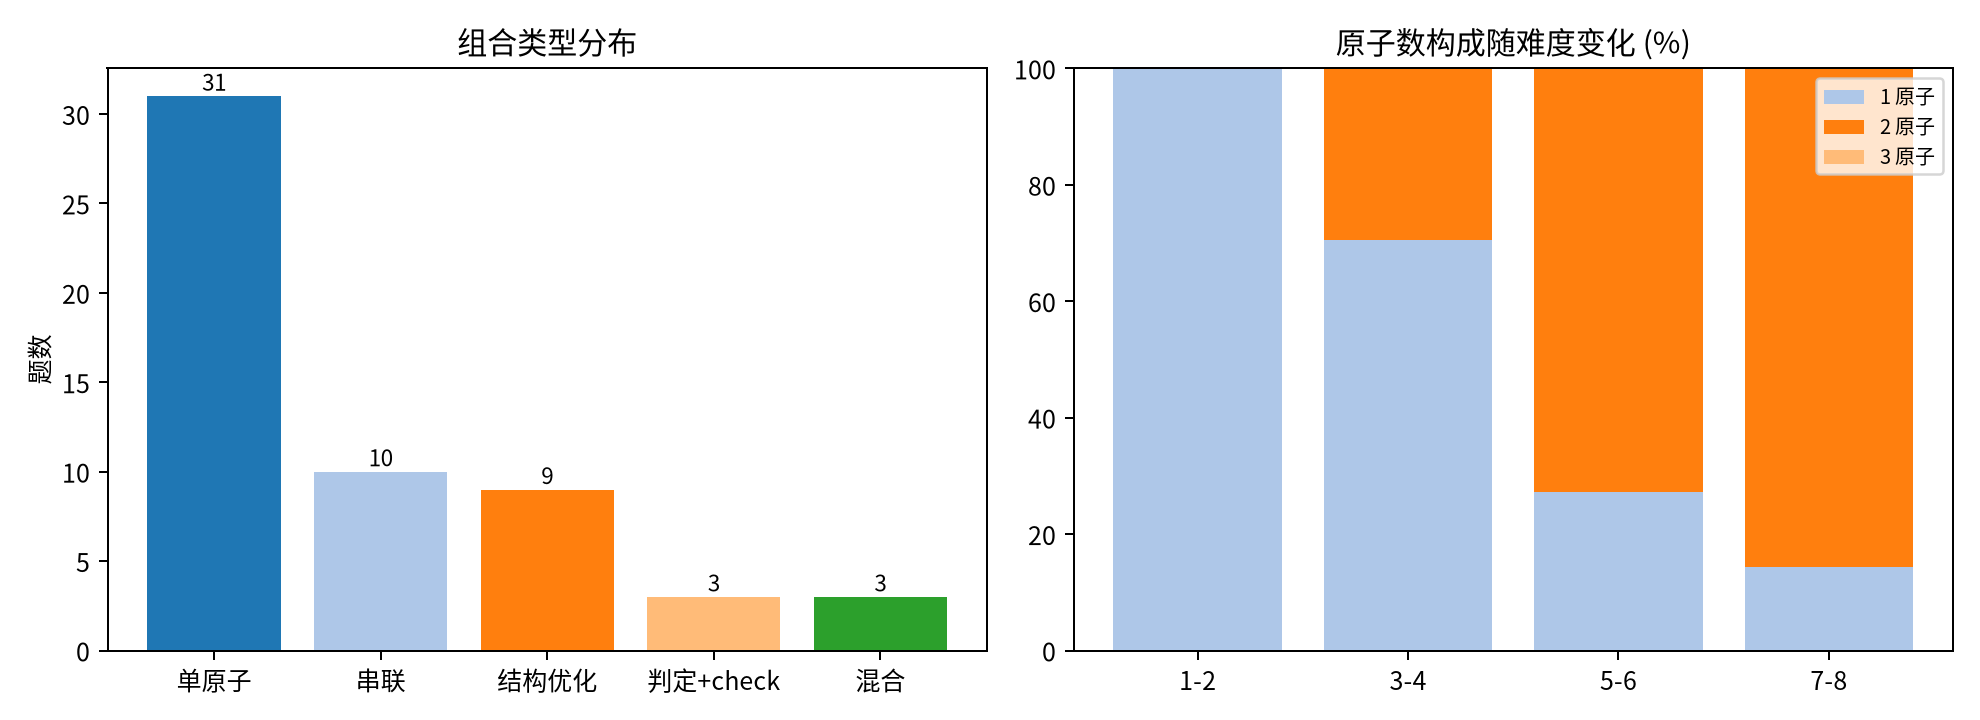 组合类型分布
题数
30
25
20
15
10
5
0
31
10
9
3
3
单原子
串联
结构优化
判定+check
混合
原子数构成随难度变化 (%)
100
80
60
40
20
0
1 原子
2 原子
3 原子
1-2
3-4
5-6
7-8